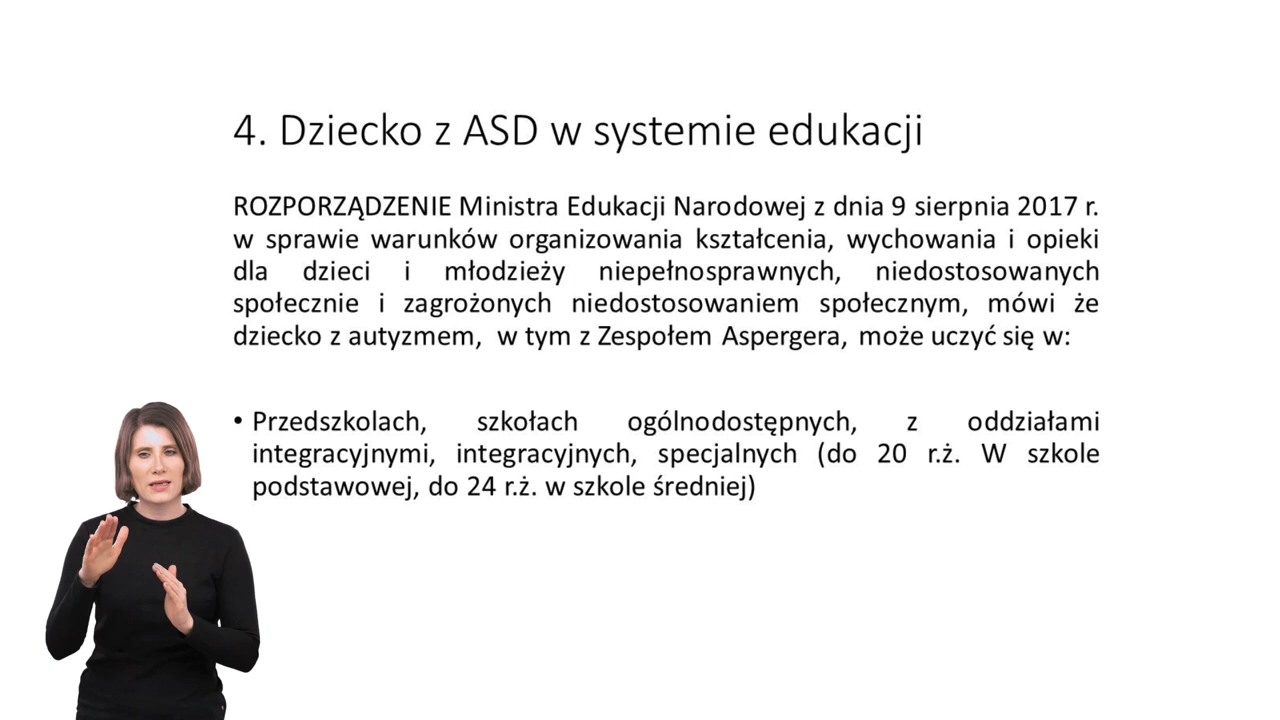 4. Dziecko z ASD w systemie edukacji
ROZPORZĄDZENIE Ministra Edukacji Narodowej z dnia 9 sierpnia 2017 r.
w sprawie warunków organizowania kształcenia, wychowania i opieki
dla dzieci i młodzieży niepełnosprawnych, niedostosowanych
społecznie i zagrożonych niedostosowaniem społecznym, mówi że
dziecko z autyzmem, w tym z Zespołem Aspergera, może uczyć się w:
• Przedszkolach, szkołach ogólnodostępnych, z oddziałami
integracyjnymi, integracyjnych, specjalnych (do 20 r.ż. W szkole
podstawowej, do 24 r.ż. w szkole średniej)